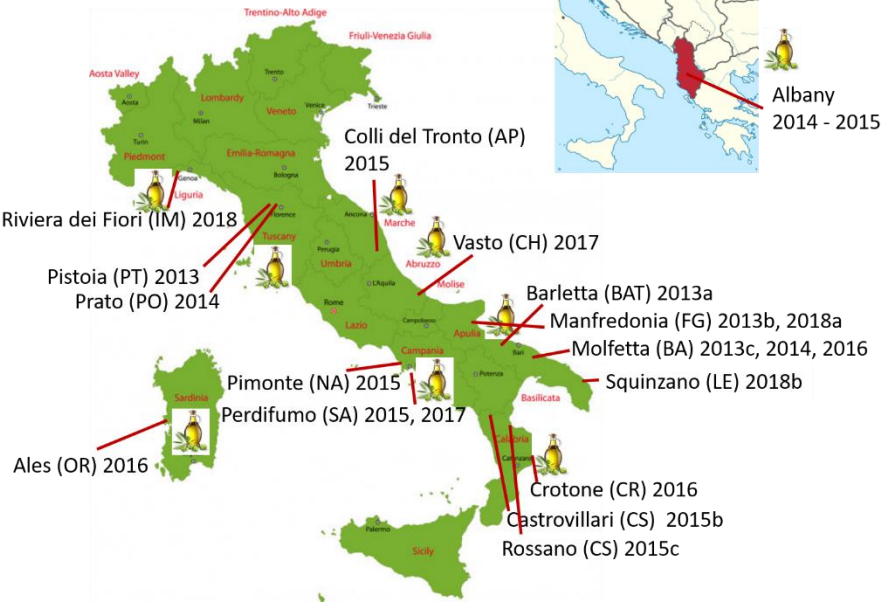 Trentino-Alto Adige
Friuli-Venezia Giulia
Aosta Valley
Trento
Aosta
Lombardy
Veneto
Venice
Trieste
Milan
Turin
Piedmont
Emilia-Romagna
Genoa
Bologna
Liguria
Albany
2014 - 2015
Colli del Tronto (AP)
2015
Riviera dei Fiori (IM) 2018
Florence
Ancona
Marche
Tuscany
Perugia
Umbria
Vasto (CH) 2017
Pistoia (PT) 2013
Prato (PO) 2014
L'Aquila
Abruzzo
Molise
Rome
Lazio
Campobasso
Apulia
Barletta (BAT) 2013a
Manfredonia (FG) 2013b, 2018a
Bari
Molfetta (BA) 2013c, 2014, 2016
Campania
Potenza
Pimonte (NA) 2015
Squinzano (LE) 2018b
Basilicata
Perdifumo (SA) 2015, 2017
Sardinia
Ales (OR) 2016
Calabria
Catanzaro
Crotone (CR) 2016
Castrovillari (CS) 2015b
Rossano (CS) 2015c
Palermo
Sicily